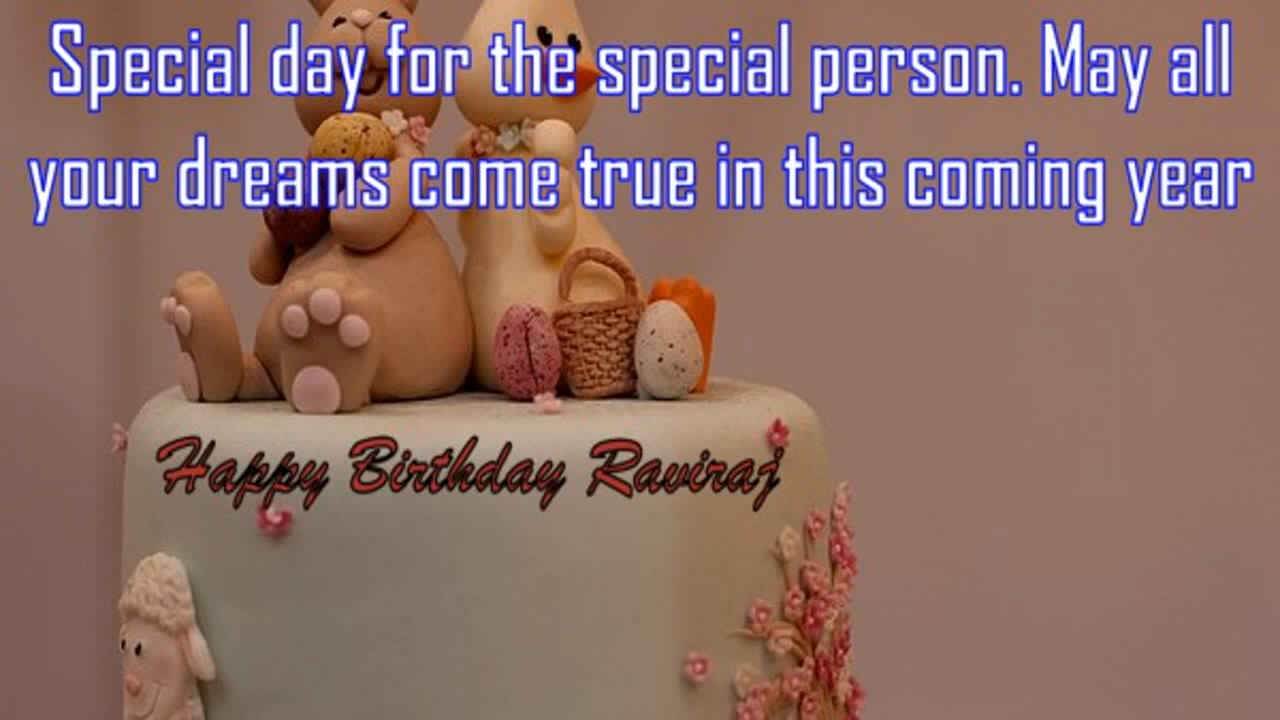 Special day for the special person. May all
your dreams come true in this coming year
Happy Birthday Raviraj